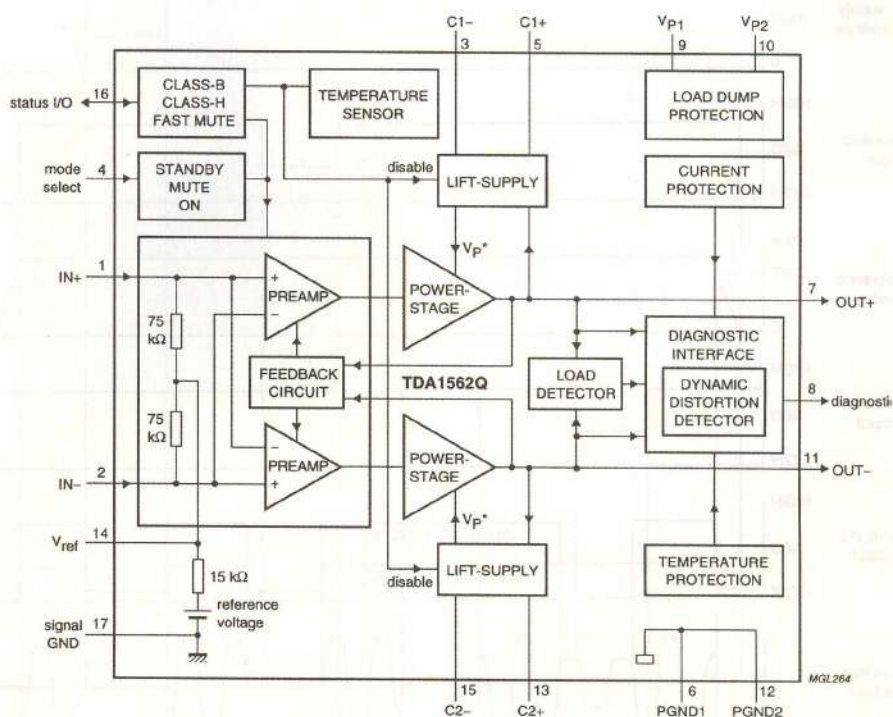 C1−
C1+
VP1
VP2
3
5
9
10
status I/O
16
CLASS-B
CLASS-H
FAST MUTE
TEMPERATURE
SENSOR
LOAD DUMP
PROTECTION
mode
select
4
STANDBY
MUTE
ON
disable
LIFT-SUPPLY
CURRENT
PROTECTION
VP*
IN+
1
75
kΩ
+
−
PREAMP
POWER-
STAGE
7
OUT+
FEEDBACK
CIRCUIT
TDA1562Q
LOAD
DETECTOR
DIAGNOSTIC
INTERFACE
DYNAMIC
DISTORTION
DETECTOR
8
diagnostic
75
kΩ
−
+
PREAMP
POWER-
STAGE
11
OUT−
IN−
2
VP*
Vref
14
15 kΩ
disable
LIFT-SUPPLY
TEMPERATURE
PROTECTION
reference
voltage
signal
GND
17
MGL264
15
13
6
12
C2−
C2+
PGND1
PGND2